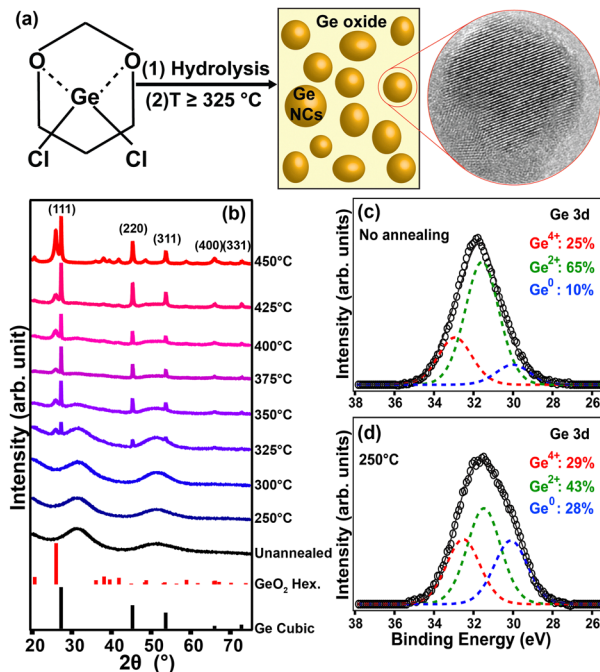 (a)
O
O
Ge
Cl
Cl
(1) Hydrolysis
(2)T ≥ 325 °C
Ge oxide
Ge
NCs
(b)
(111)
(220)
(311)
(400)(331)
450°C
425°C
400°C
375°C
350°C
325°C
300°C
250°C
Unannealed
GeO₂ Hex.
Ge Cubic
Intensity (arb. unit)
20 30 40 50 60 70
2θ (°)
(c)
Ge 3d
No annealing
Ge⁴⁺: 25%
Ge²⁺: 65%
Ge⁰ : 10%
Intensity (arb. units)
38 36 34 32 30 28 26
(d)
Ge 3d
250°C
Ge⁴⁺: 29%
Ge²⁺: 43%
Ge⁰ : 28%
Intensity (arb. units)
38 36 34 32 30 28 26
Binding Energy (eV)